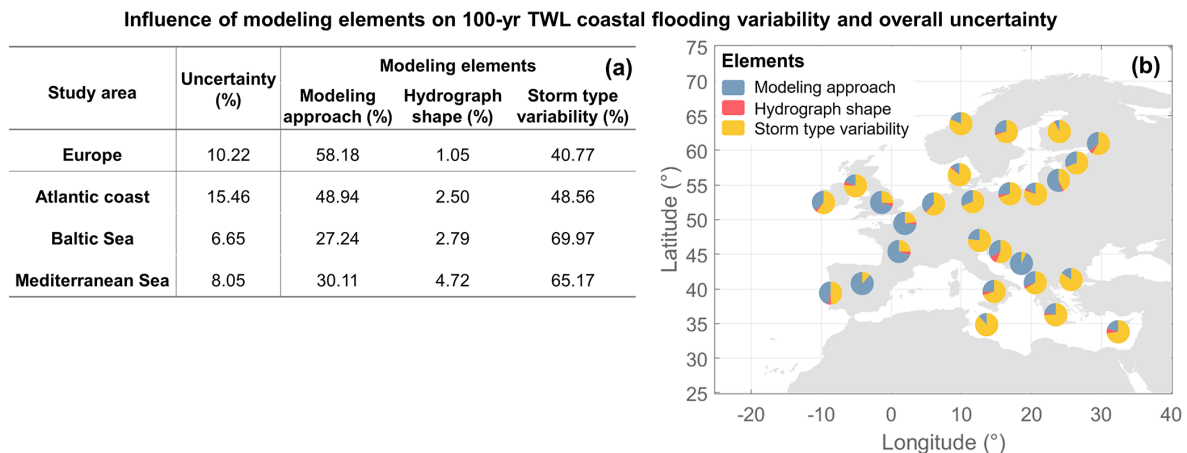 Influence of modeling elements on 100-yr TWL coastal flooding variability and overall uncertainty
Study area
Uncertainty
(%)
Modeling elements
(a)
Modeling
approach (%)
Hydrograph
shape (%)
Storm type
variability (%)
Europe 10.22 58.18 1.05 40.77
Atlantic coast 15.46 48.94 2.50 48.56
Baltic Sea 6.65 27.24 2.79 69.97
Mediterranean Sea 8.05 30.11 4.72 65.17
Elements
(b)
Modeling approach
Hydrograph shape
Storm type variability
Latitude (°)
75
70
65
60
55
50
45
40
35
30
25
-20 -10 0 10 20 30 40
Longitude (°)